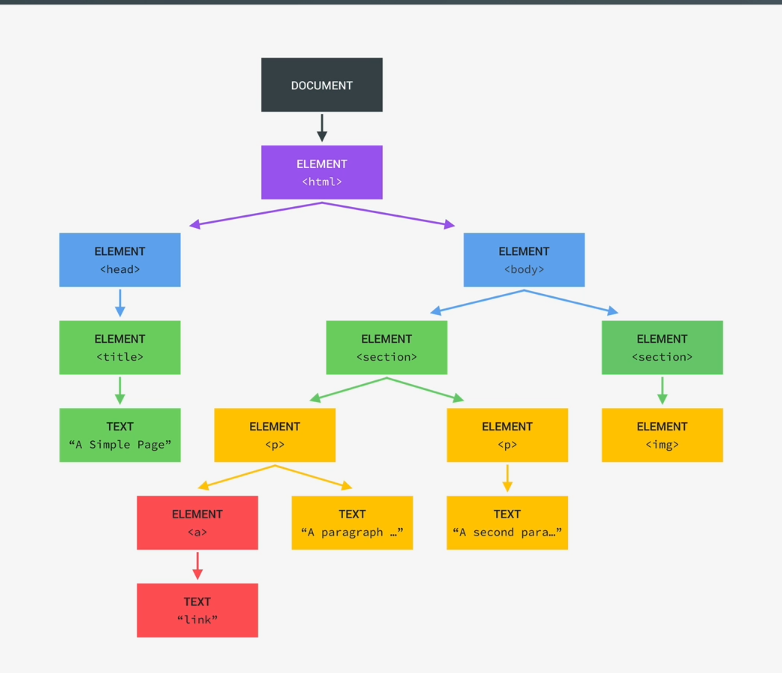 DOCUMENT
ELEMENT
<html>
ELEMENT
<head>
ELEMENT
<body>
ELEMENT
<title>
ELEMENT
<section>
ELEMENT
<section>
TEXT
“A Simple Page”
ELEMENT
<p>
ELEMENT
<p>
ELEMENT
<img>
ELEMENT
<a>
TEXT
“A paragraph …”
TEXT
“A second para…”
TEXT
“link”